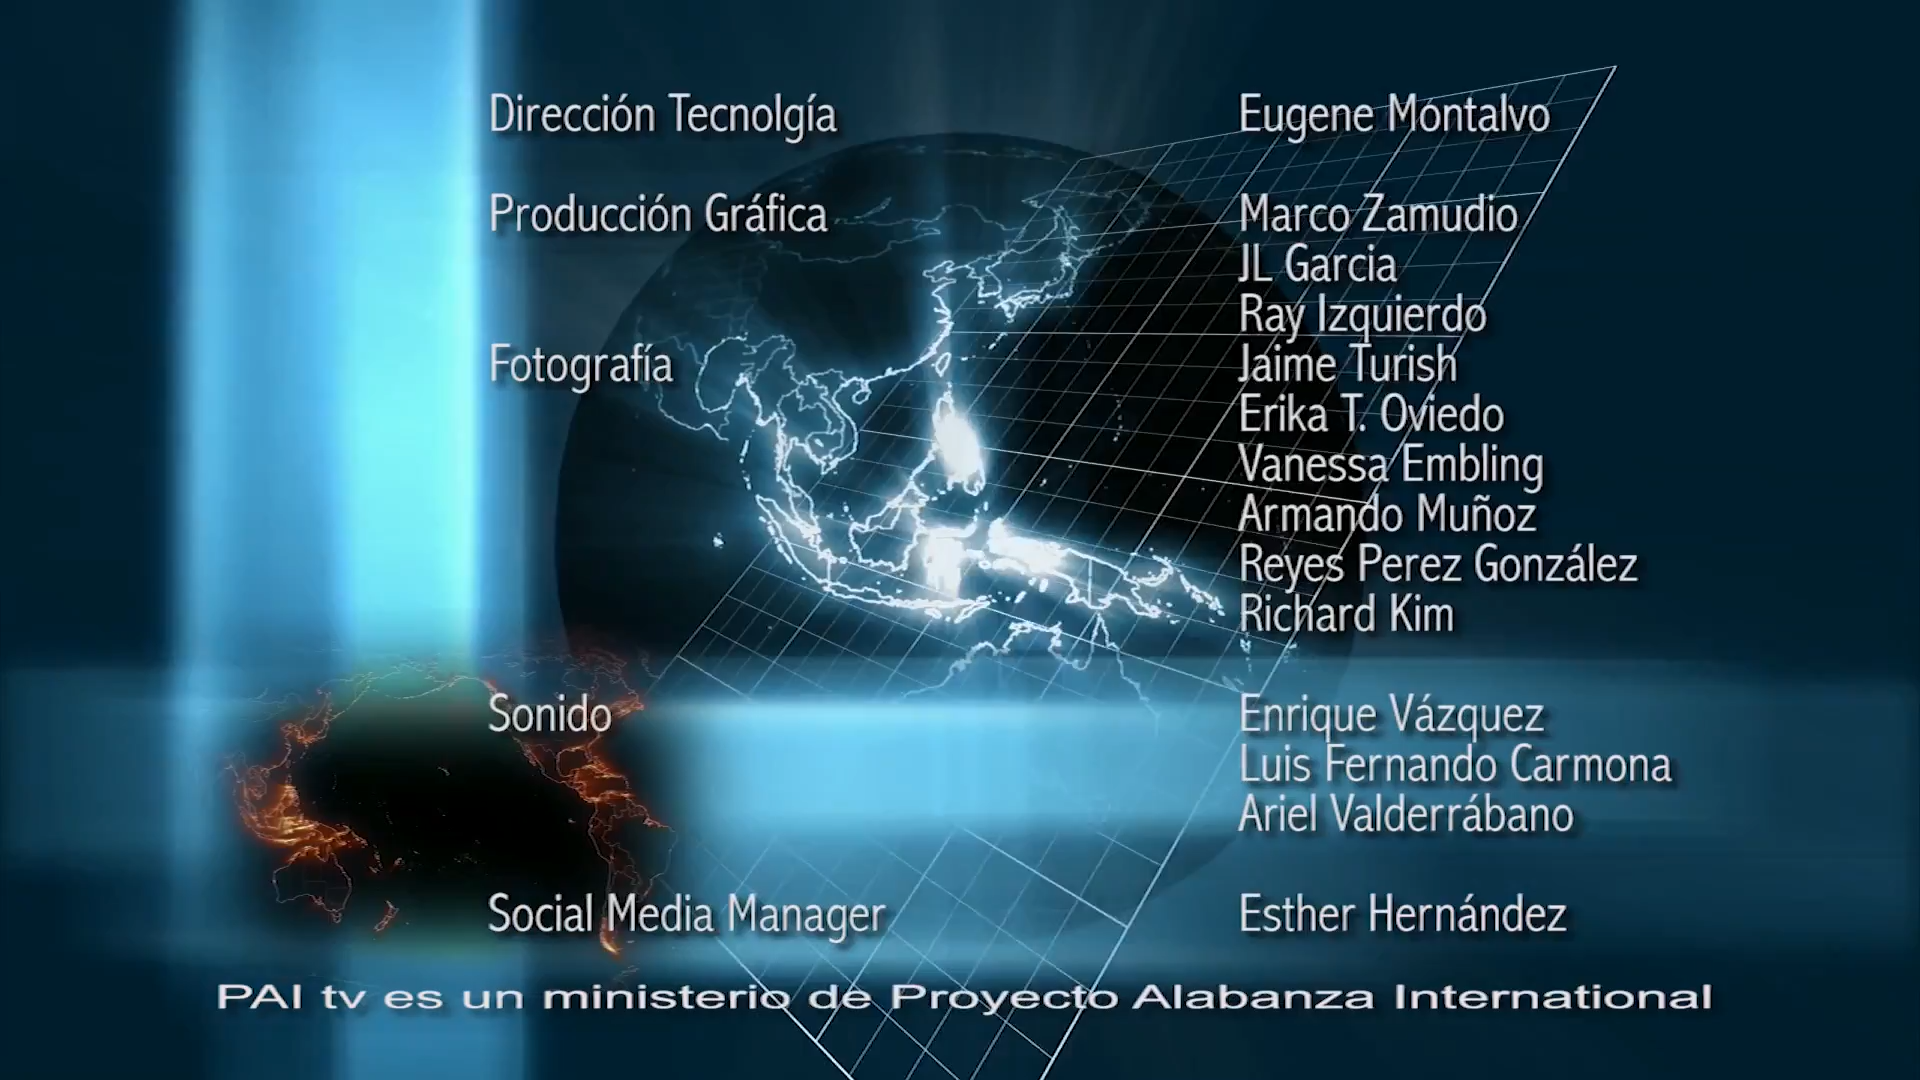 Dirección Tecnolgía Eugene Montalvo
Producción Gráfica Marco Zamudio
JL Garcia
Ray Izquierdo
Fotografía Jaime Turish
Erika T. Oviedo
Vanessa Embling
Armando Muñoz
Reyes Perez González
Richard Kim
Sonido Enrique Vázquez
Luis Fernando Carmona
Ariel Valderrábano
Social Media Manager Esther Hernández
PAI tv es un ministerio de Proyecto Alabanza International